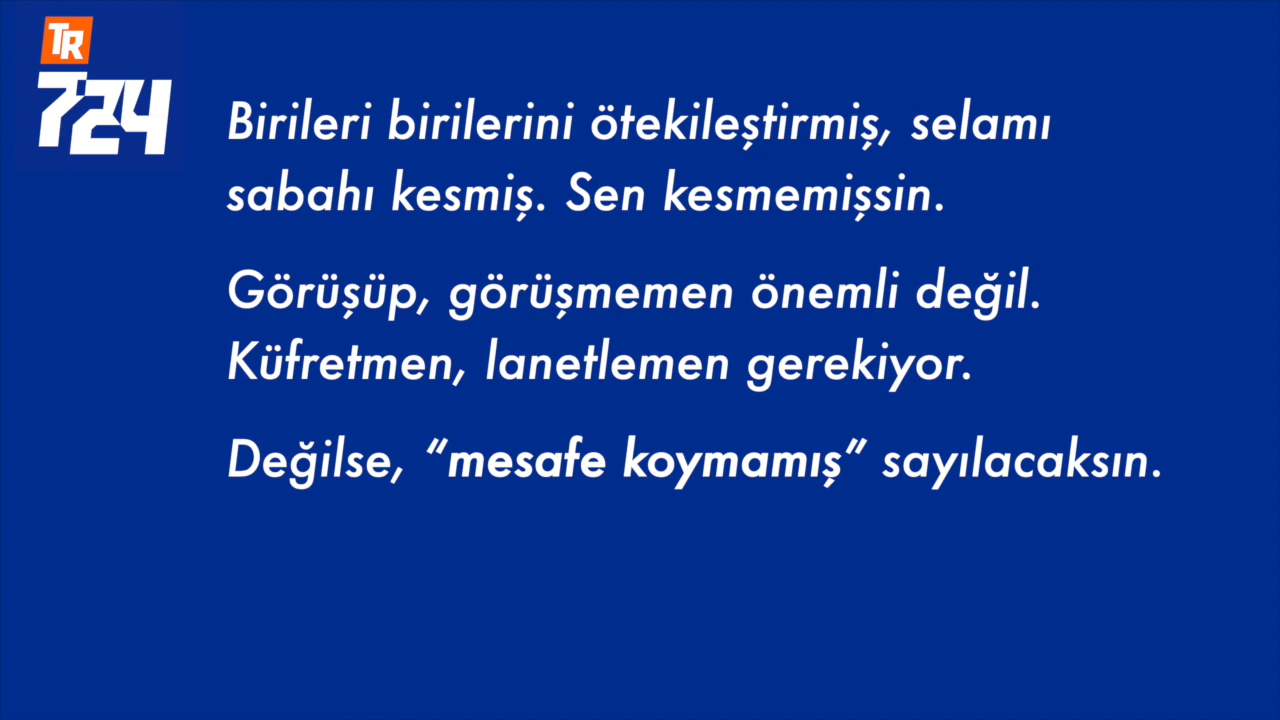 TR
724
Birileri birilerini ötekileştirmiş, selamı
sabahı kesmiş. Sen kesmemişsin.
Görüşüp, görüşmemen önemli değil.
Küfretmen, lanetlemen gerekiyor.
Değilse, “mesafe koymamış” sayılacaksın.